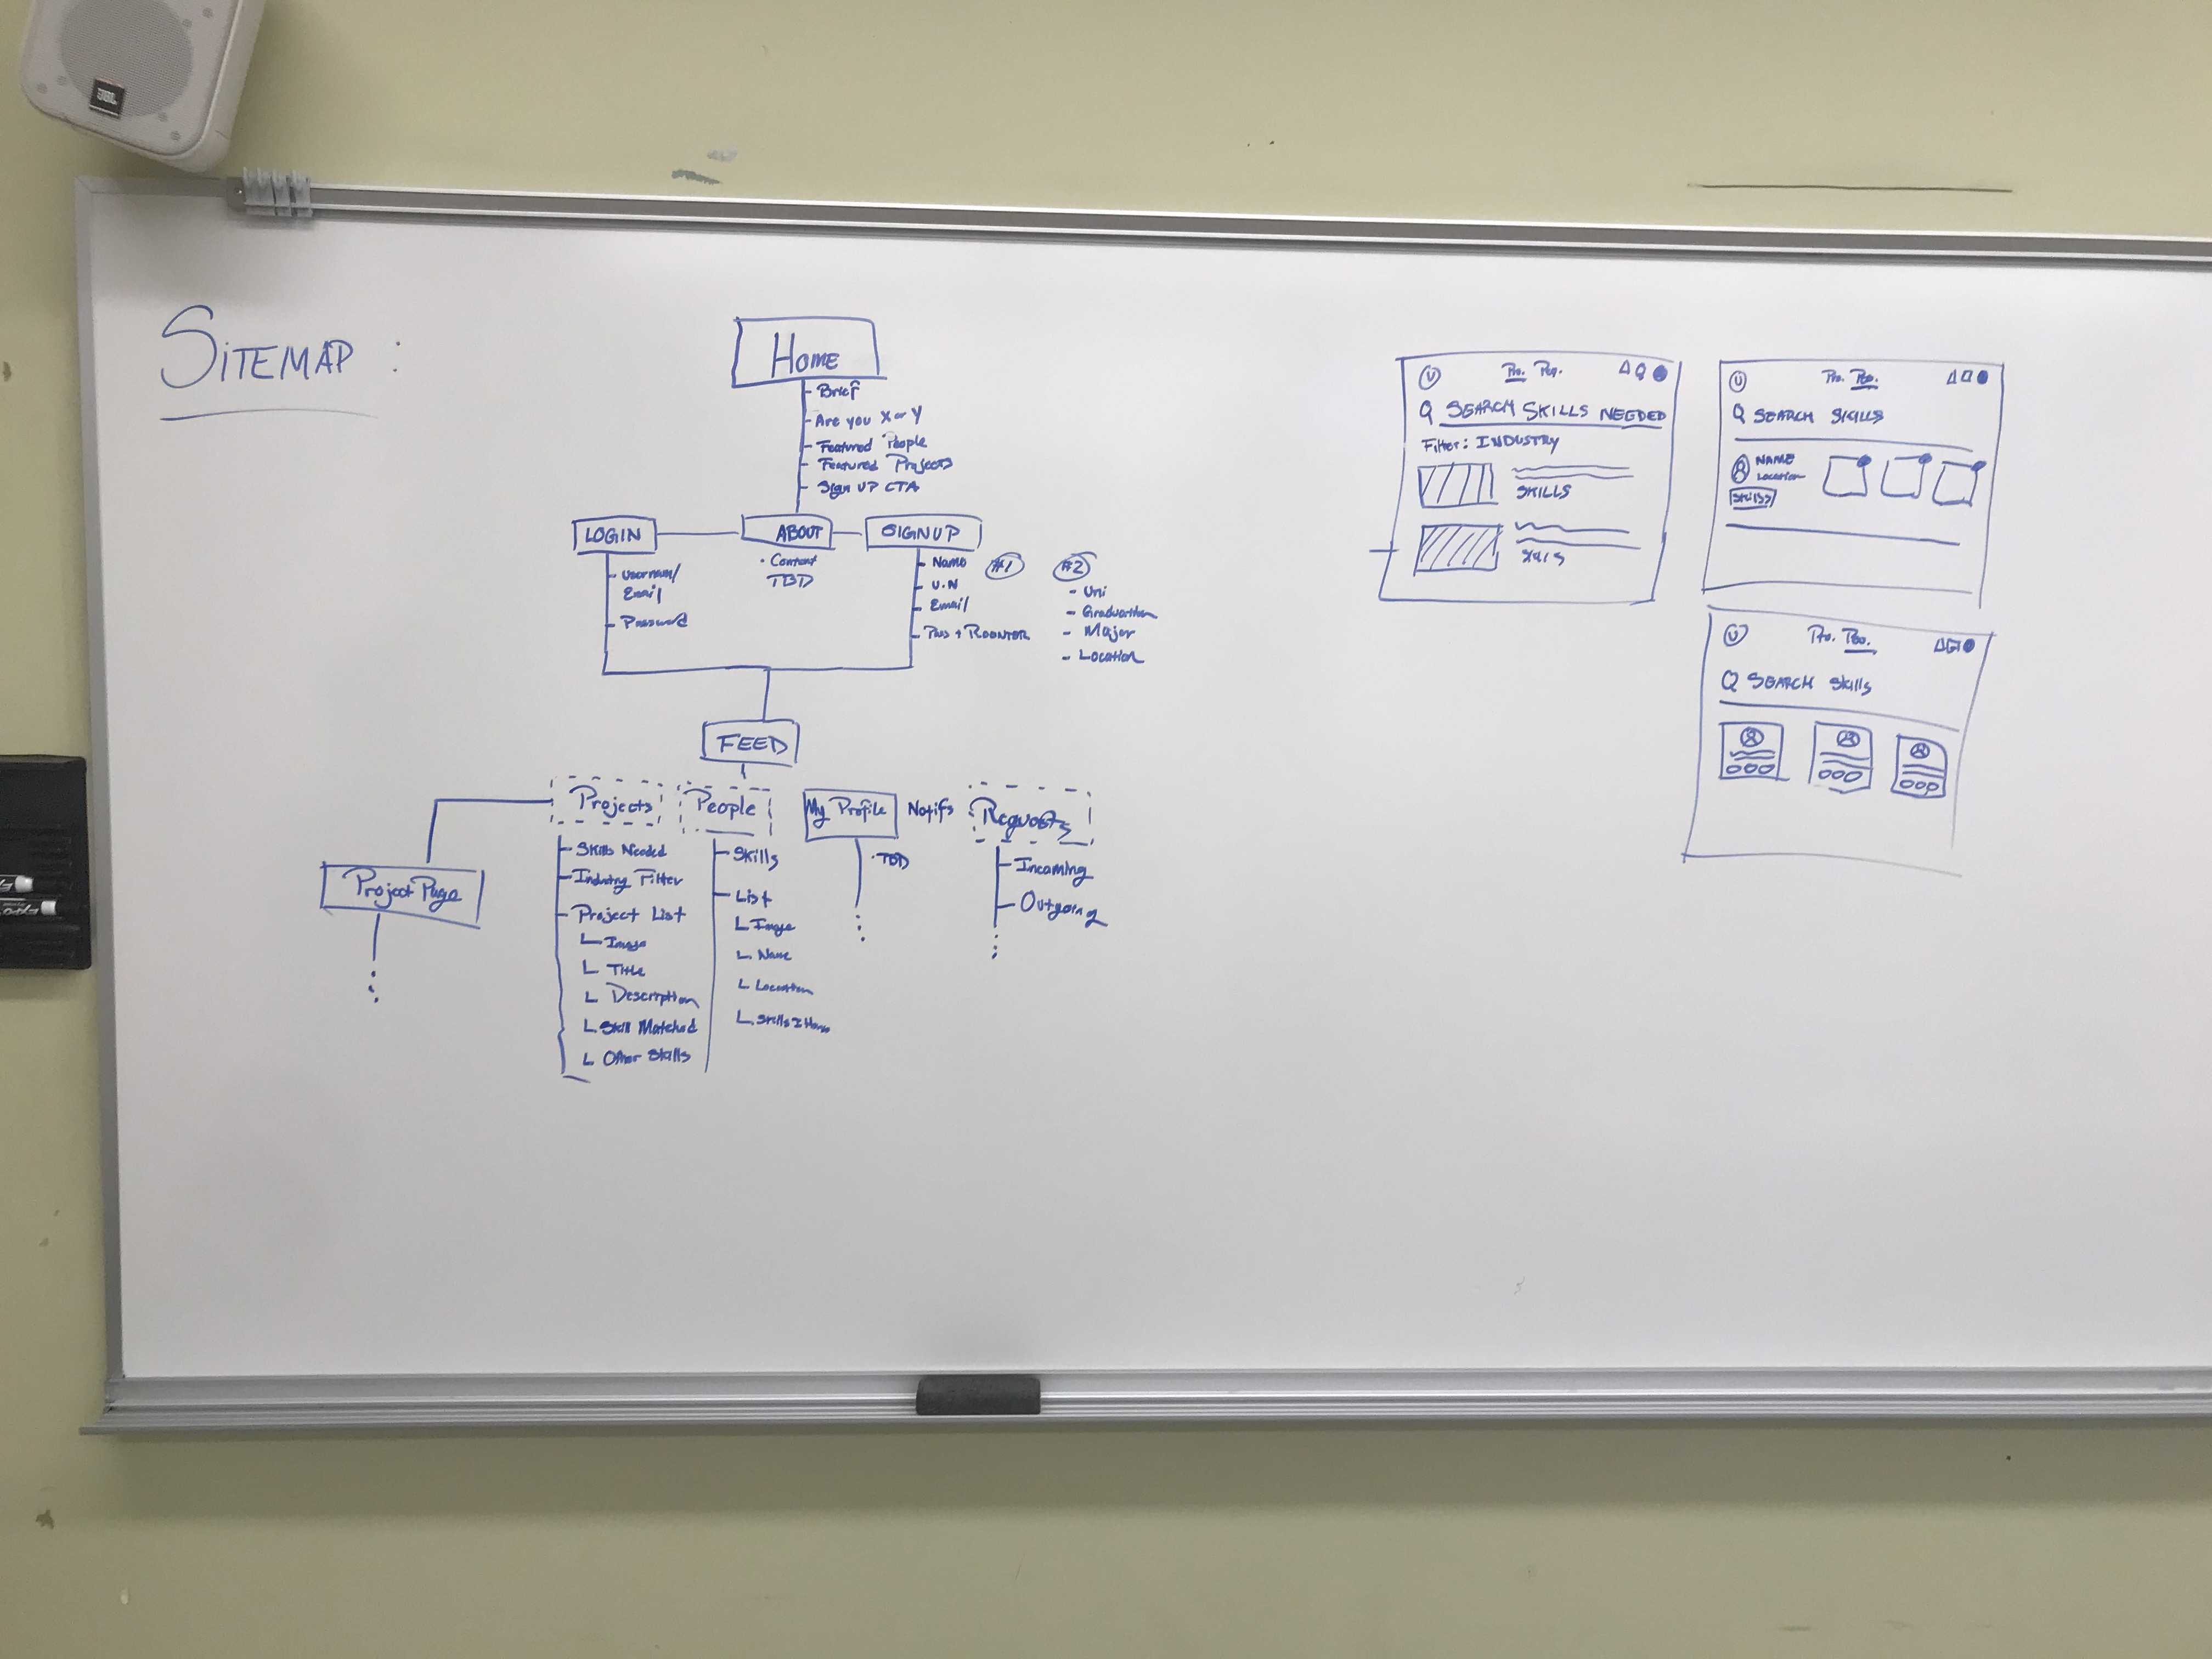 JBL
SITEMAP :
HOME
- Brief
- Are you X or Y
- Featured People
- Featured Projects
- Sign UP CTA
LOGIN
ABOUT
SIGNUP
- Username/
Email
- Password
· Content
TBD
- Name
- U.N
- Email
#1
#2
- Uni
- Graduation
- Major
- Location
FEED
Projects
People
My Profile
Notifs
Requests
Project Page
- Skills Needed
- Industry Filter
- Project List
L Image
L Title
L Description
L Skill Matched
L Other Skills
- Skills
- List
L Image
L Name
L Location
L Skills I Have
· TBD
- Incoming
- Outgoing
U
Pro.
SEARCH SKILLS NEEDED
Filter: INDUSTRY
SKILLS
U
Pro. Peo.
SEARCH SKILLS
NAME
Location
Skills
U
Pro. Peo.
SEARCH Skills